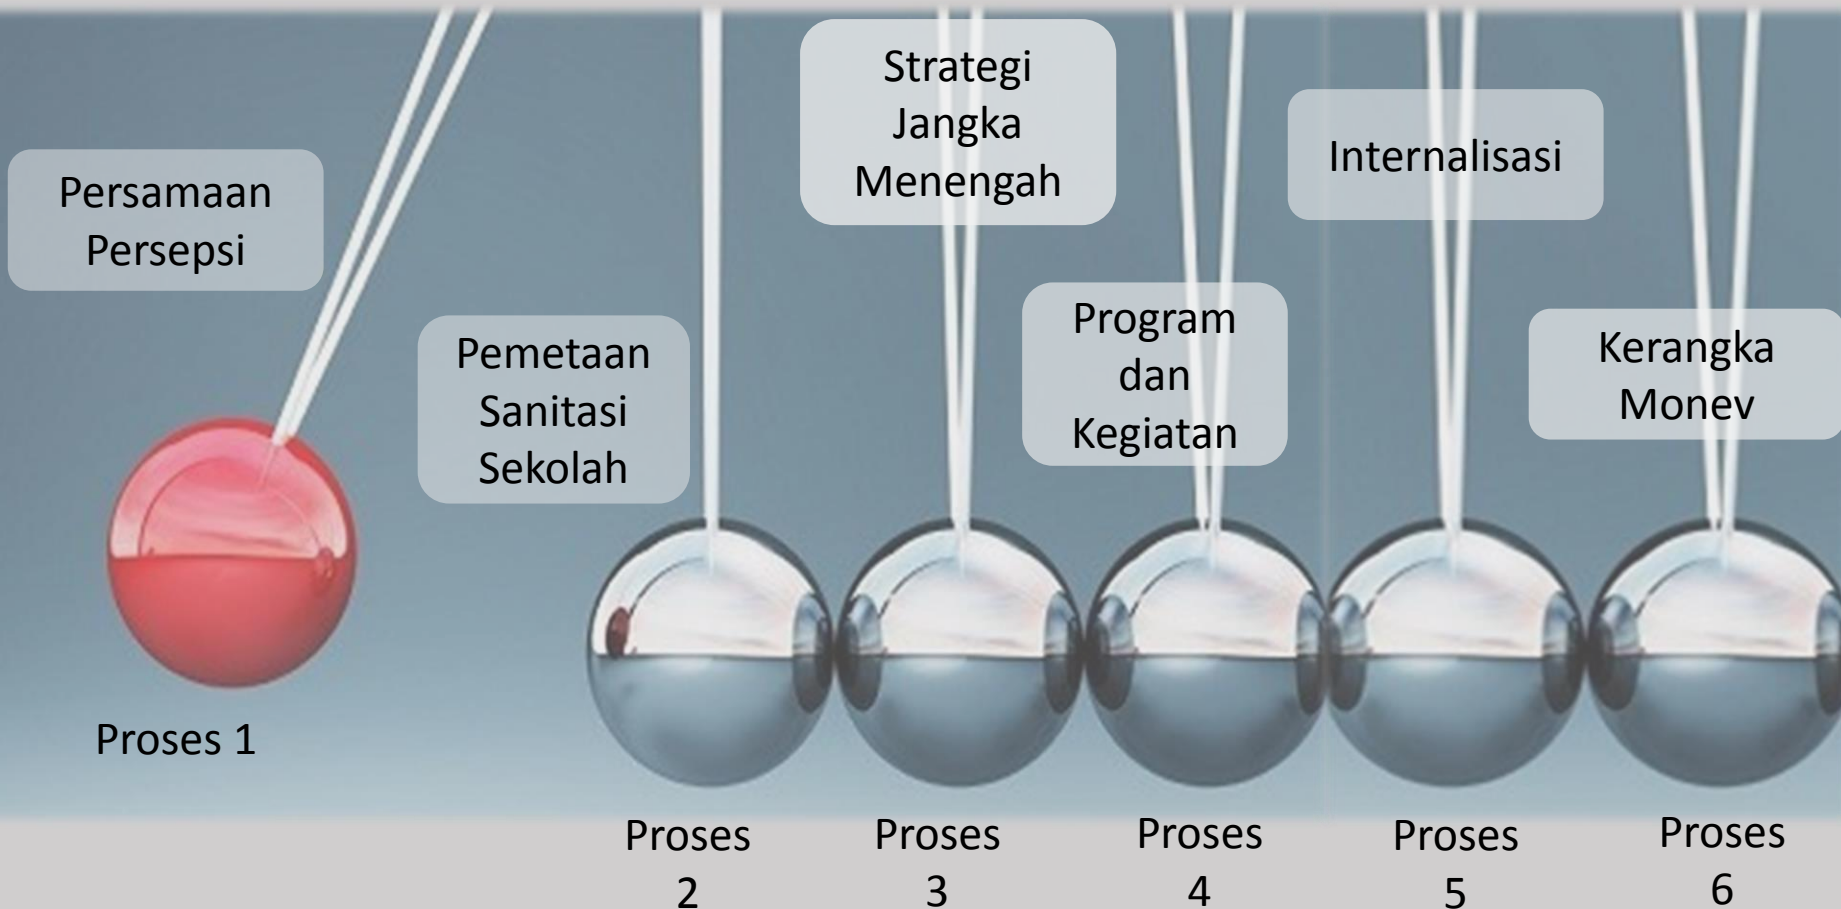 Persamaan
Persepsi
Proses 1
Pemetaan
Sanitasi
Sekolah
Proses
2
Strategi
Jangka
Menengah
Proses
3
Program
dan
Kegiatan
Proses
4
Internalisasi
Proses
5
Kerangka
Monev
Proses
6